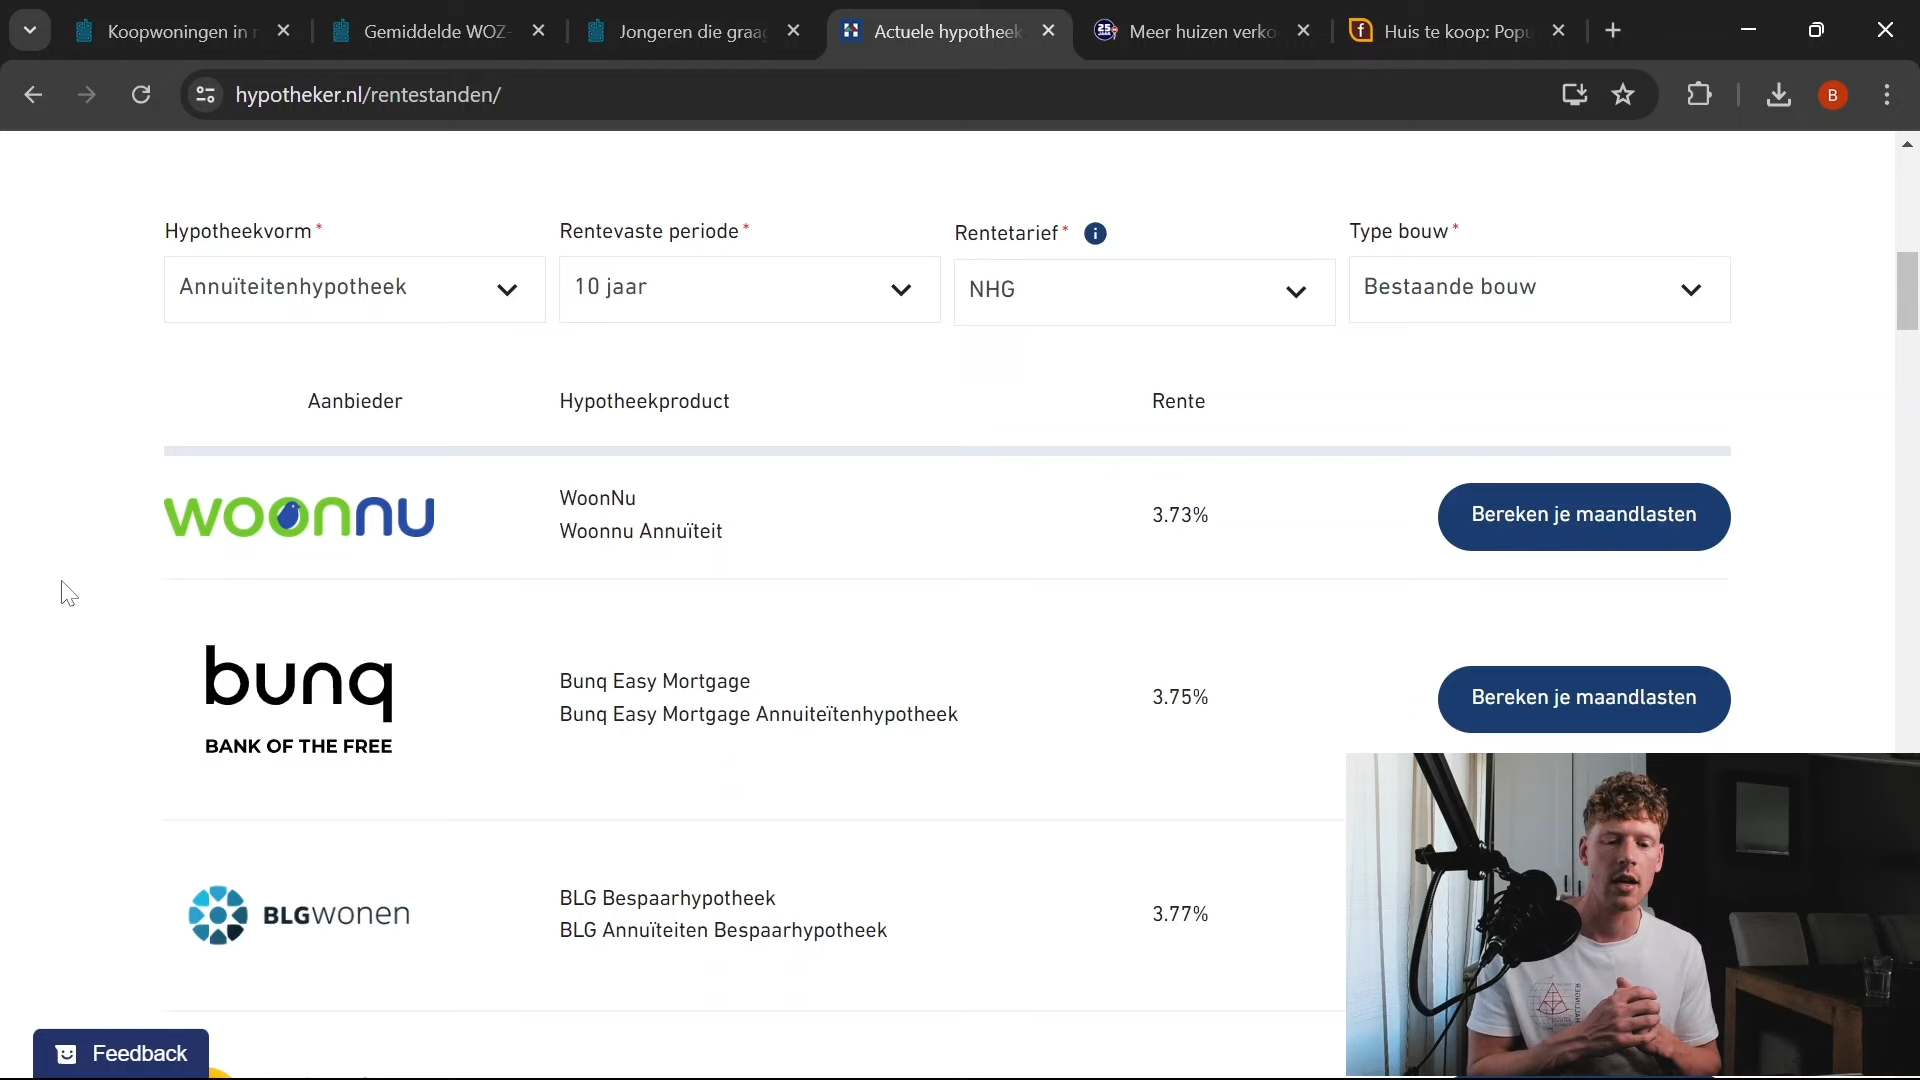 Koopwoningen in
Gemiddelde WOZ-
Jongeren die graag
Actuele hypotheek
Meer huizen verko
Huis te koop: Popu
hypotheker.nl/rentestanden/
B
Hypotheekvorm*
Rentevaste periode*
Rentetarief*
Type bouw*
Annuïteitenhypotheek
10 jaar
NHG
Bestaande bouw
Aanbieder
Hypotheekproduct
Rente
woonnu
WoonNu
Woonnu Annuïteit
3.73%
Bereken je maandlasten
bunq
BANK OF THE FREE
Bunq Easy Mortgage
Bunq Easy Mortgage Annuiteïtenhypotheek
3.75%
Bereken je maandlasten
BLGwonen
BLG Bespaarhypotheek
BLG Annuïteiten Bespaarhypotheek
3.77%
Feedback